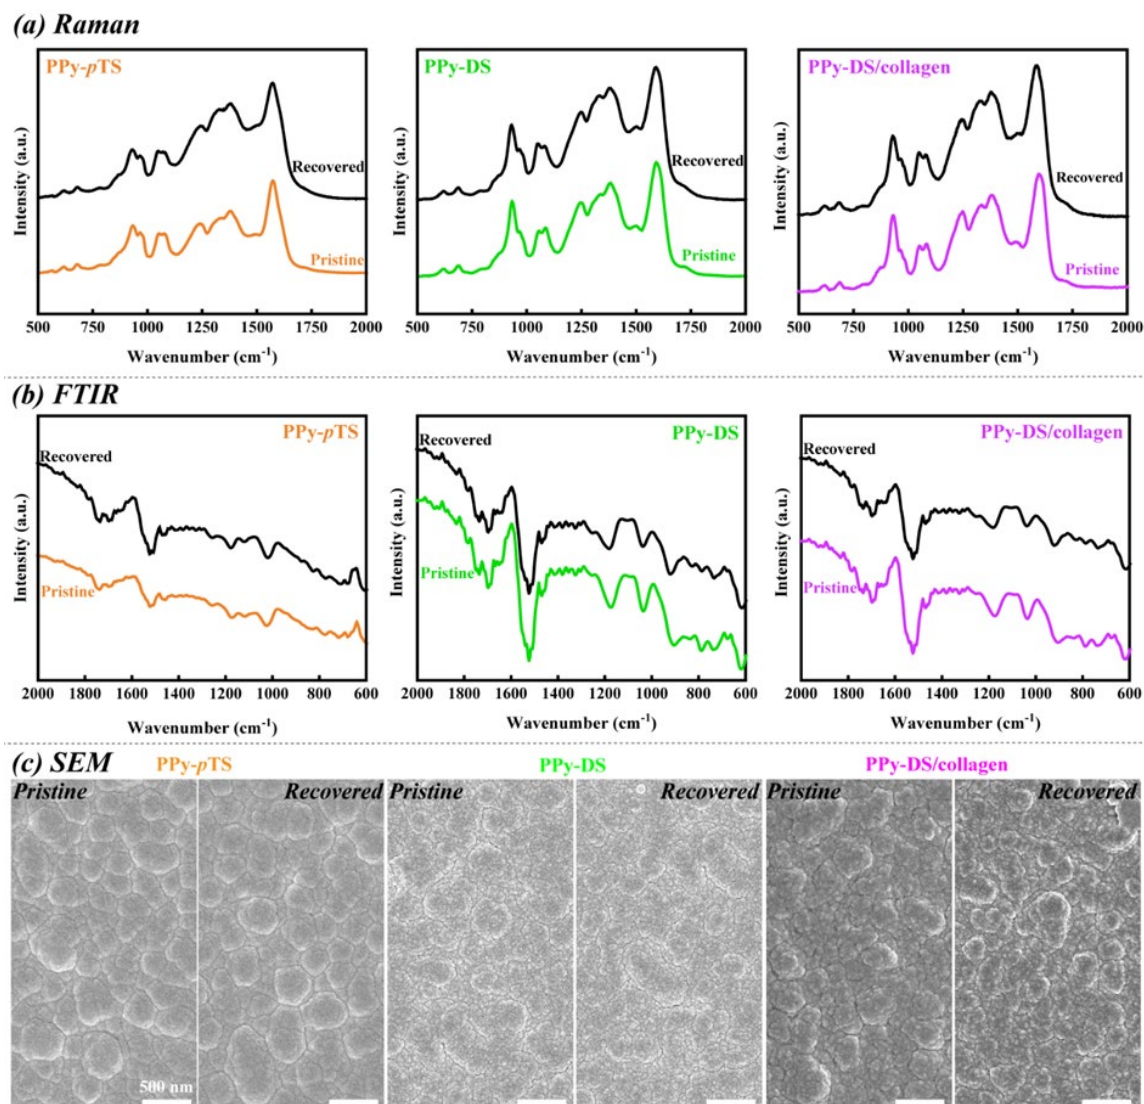 (a) Raman
PPy-pTS
PPy-DS
PPy-DS/collagen
Intensity (a.u.)
Intensity (a.u.)
Intensity (a.u.)
Recovered
Recovered
Recovered
Pristine
Pristine
Pristine
500 750 1000 1250 1500 1750 2000
500 750 1000 1250 1500 1750 2000
500 750 1000 1250 1500 1750 2000
Wavenumber (cm-1)
Wavenumber (cm-1)
Wavenumber (cm-1)
(b) FTIR
PPy-pTS
PPy-DS
PPy-DS/collagen
Recovered
Recovered
Recovered
Intensity (a.u.)
Intensity (a.u.)
Intensity (a.u.)
Pristine
Pristine
Pristine
2000 1800 1600 1400 1200 1000 800 600
2000 1800 1600 1400 1200 1000 800 600
2000 1800 1600 1400 1200 1000 800 600
Wavenumber (cm-1)
Wavenumber (cm-1)
Wavenumber (cm-1)
(c) SEM
PPy-pTS
PPy-DS
PPy-DS/collagen
Pristine
Recovered
Pristine
Recovered
Pristine
Recovered
500 nm